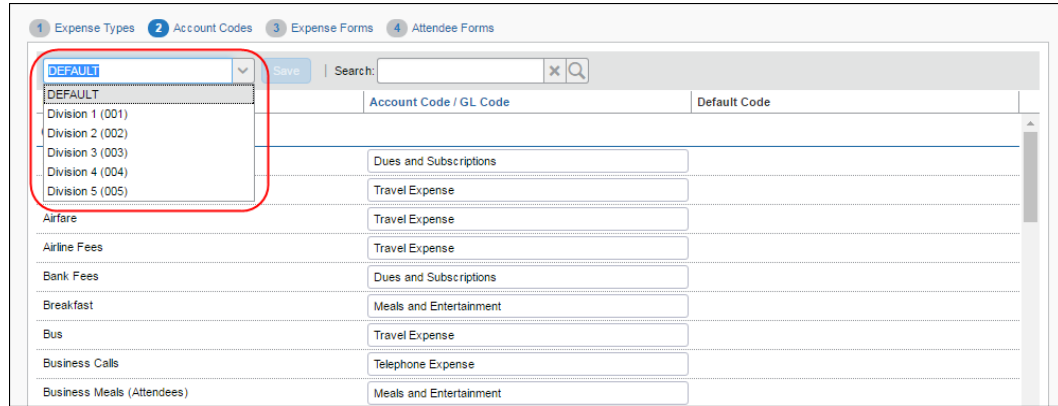 1 Expense Types 2 Account Codes 3 Expense Forms 4 Attendee Forms
DEFAULT Save | Search:
DEFAULT
Division 1 (001)
Division 2 (002)
Division 3 (003)
Division 4 (004)
Division 5 (005)
Account Code / GL Code Default Code
Dues and Subscriptions
Travel Expense
Airfare Travel Expense
Airline Fees Travel Expense
Bank Fees Dues and Subscriptions
Breakfast Meals and Entertainment
Bus Travel Expense
Business Calls Telephone Expense
Business Meals (Attendees) Meals and Entertainment